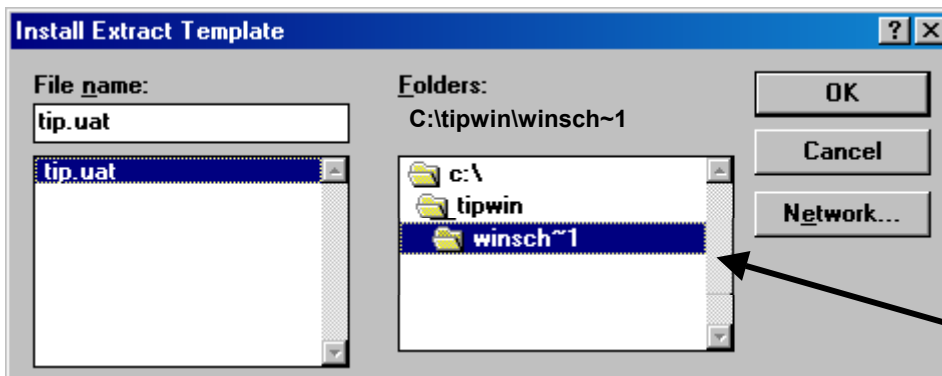 Install Extract Template
File name:
tip.uat
tip.uat
Folders:
C:\tipwin\winsch~1
c:\
tipwin
winsch~1
OK
Cancel
Network...